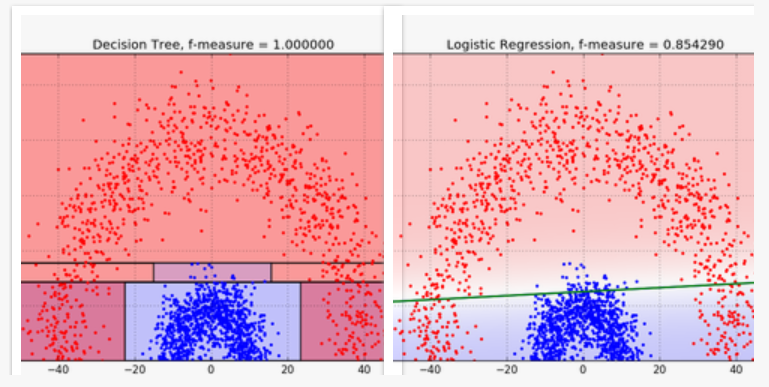 Decision Tree, f-measure = 1.000000
−40 −20 0 20 40
Logistic Regression, f-measure = 0.854290
−40 −20 0 20 40